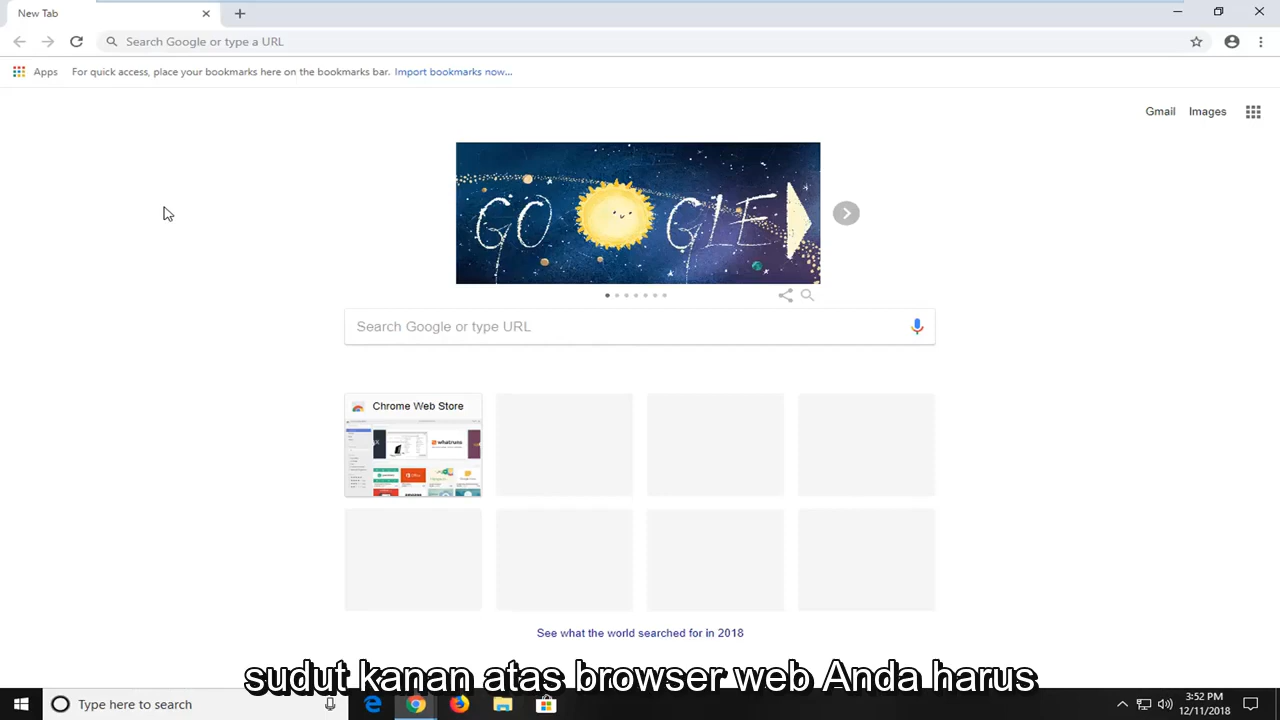 New Tab
Search Google or type a URL
Apps For quick access, place your bookmarks here on the bookmarks bar. Import bookmarks now...
Gmail Images
GOOGLE
Search Google or type URL
Chrome Web Store
whatruns
Office
See what the world searched for in 2018
sudut kanan atas browser web Anda harus
Type here to search
3:52 PM
12/11/2018